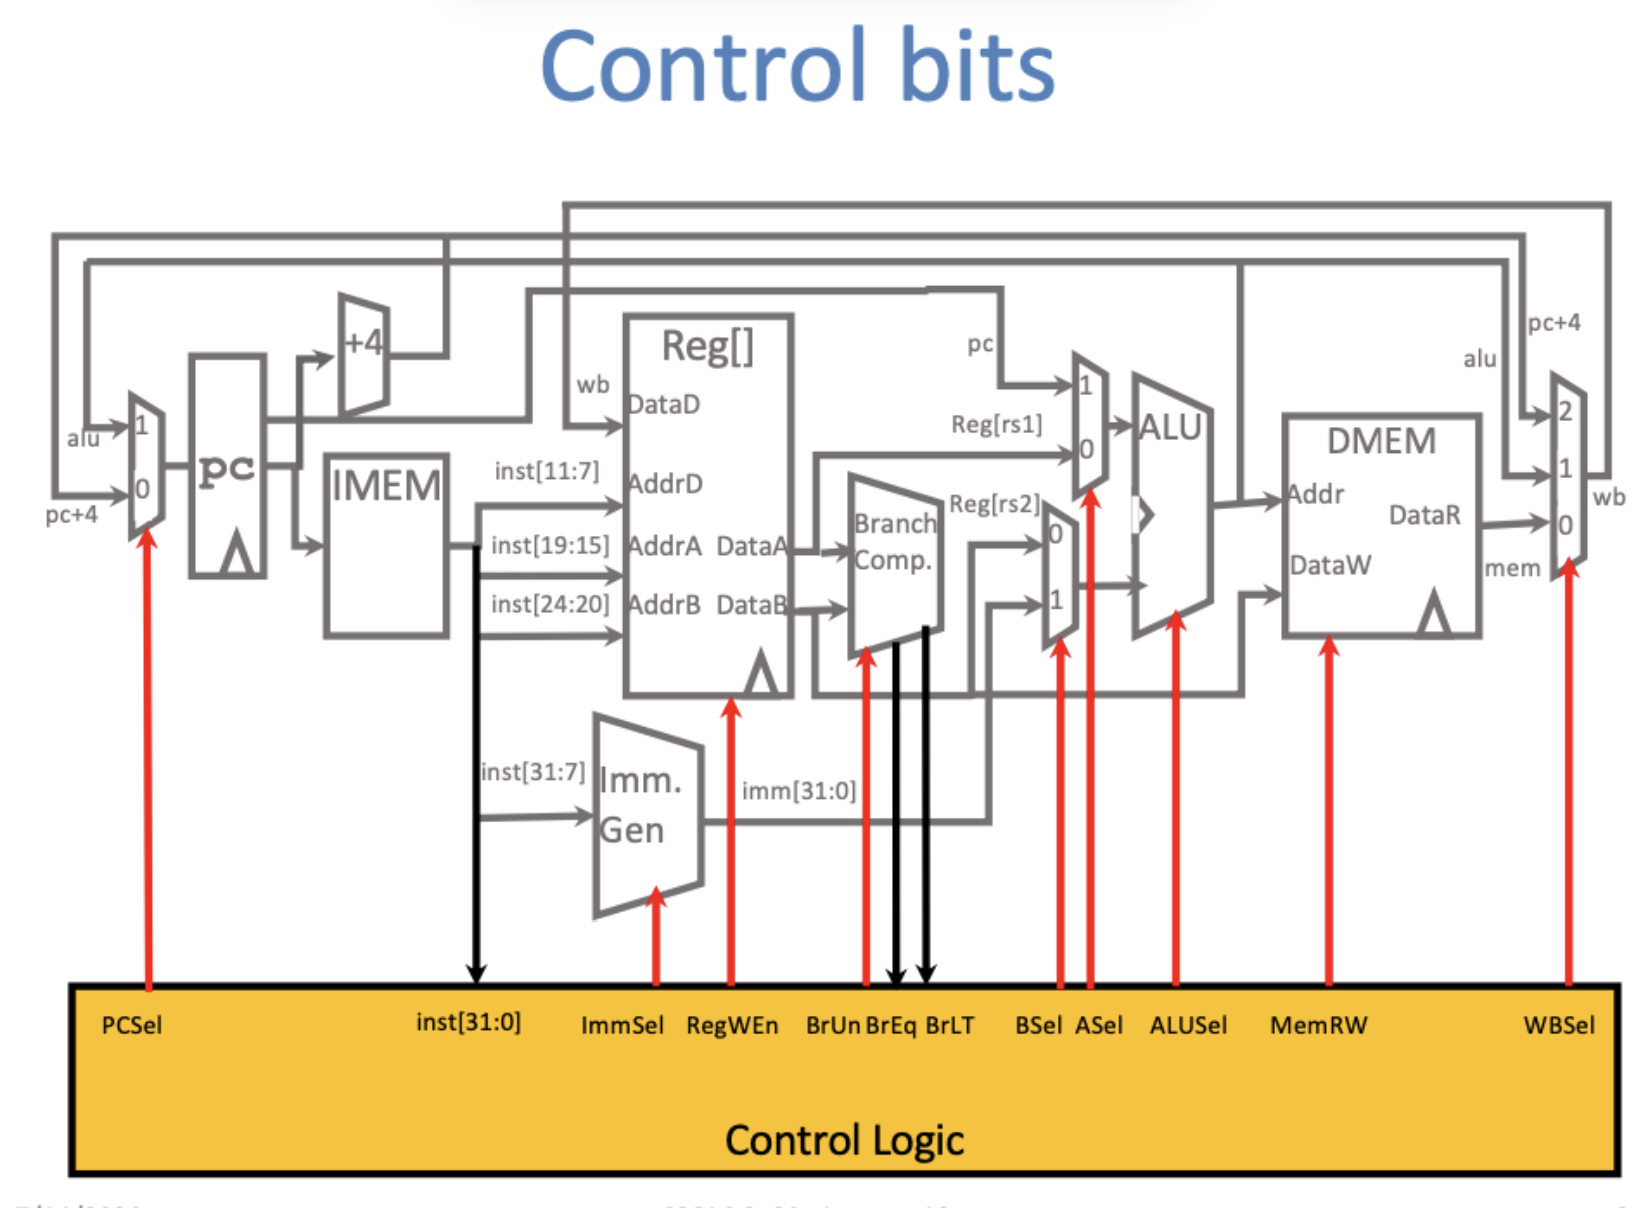 Control bits
+4
pc
Reg[]
wb
DataD
pc+4
alu
alu
1
0
pc+4
pc
IMEM
inst[11:7]
AddrD
inst[19:15]
AddrA
DataA
inst[24:20]
AddrB
DataB
Reg[rs1]
1
0
ALU
Branch
Comp.
Reg[rs2]
0
1
DMEM
Addr
DataR
DataW
2
1
0
wb
mem
inst[31:7]
Imm.
Gen
imm[31:0]
PCSel
inst[31:0]
ImmSel
RegWEn
BrUn
BrEq
BrLT
BSel
ASel
ALUSel
MemRW
WBSel
Control Logic